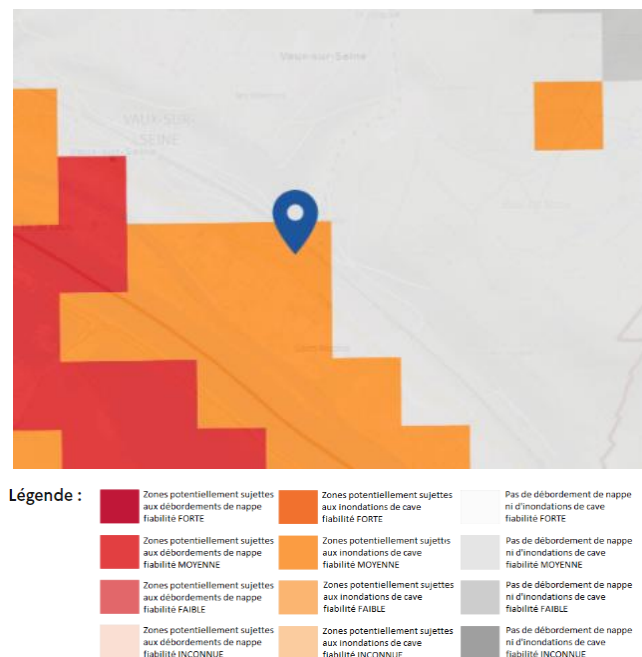 Vaux-sur-Seine
VAUX-SUR-
SEINE
Vaux-sur-Seine
Légende :
Zones potentiellement sujettes
aux débordements de nappe
fiabilité FORTE
Zones potentiellement sujettes
aux inondations de cave
fiabilité FORTE
Pas de débordement de nappe
ni d'inondations de cave
fiabilité FORTE
Zones potentiellement sujettes
aux débordements de nappe
fiabilité MOYENNE
Zones potentiellement sujettes
aux inondations de cave
fiabilité MOYENNE
Pas de débordement de nappe
ni d'inondations de cave
fiabilité MOYENNE
Zones potentiellement sujettes
aux débordements de nappe
fiabilité FAIBLE
Zones potentiellement sujettes
aux inondations de cave
fiabilité FAIBLE
Pas de débordement de nappe
ni d'inondations de cave
fiabilité FAIBLE
Zones potentiellement sujettes
aux débordements de nappe
fiabilité INCONNUE
Zones potentiellement sujettes
aux inondations de cave
fiabilité INCONNUE
Pas de débordement de nappe
ni d'inondations de cave
fiabilité INCONNUE